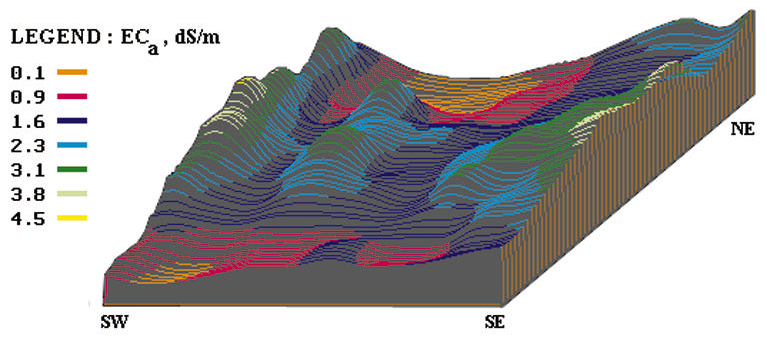 LEGEND : ECa , dS/m
0.1
0.9
1.6
2.3
3.1
3.8
4.5
NE
SW
SE